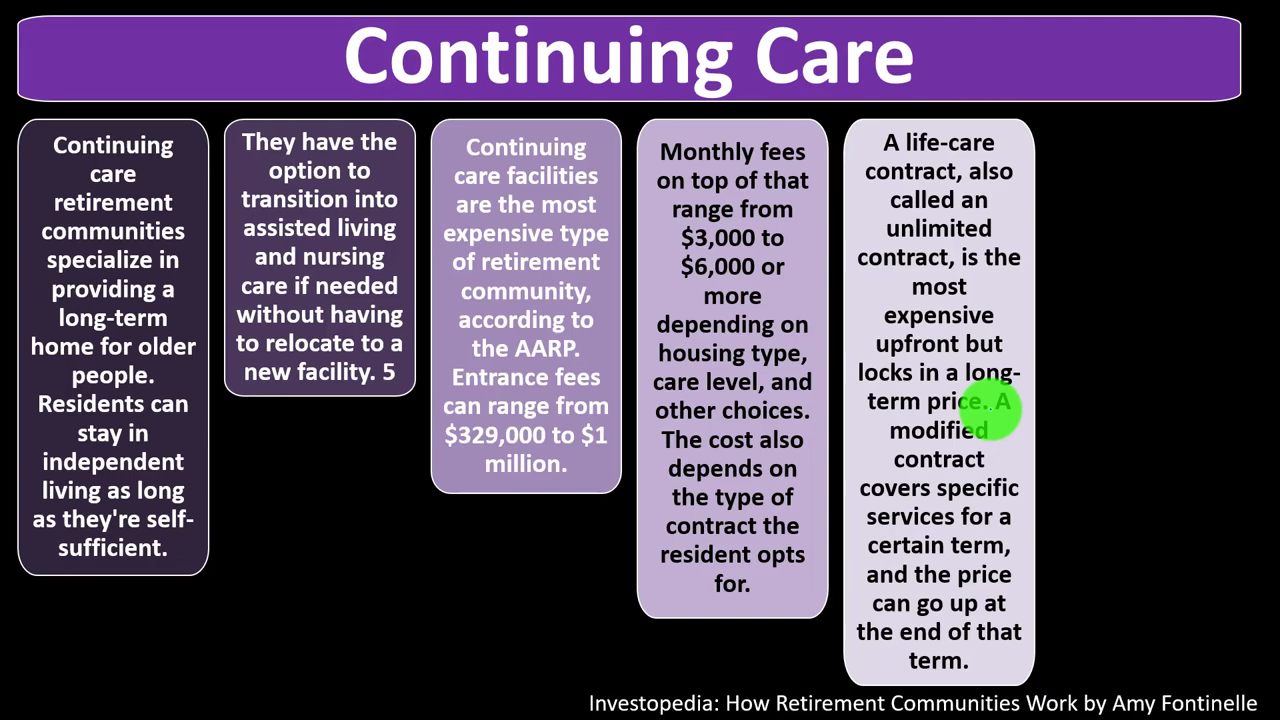 Continuing Care
Continuing
care
retirement
communities
specialize in
providing a
long-term
home for older
people.
Residents can
stay in
independent
living as long
as they're self-
sufficient.
They have the
option to
transition into
assisted living
and nursing
care if needed
without having
to relocate to a
new facility. 5
Continuing
care facilities
are the most
expensive type
of retirement
community,
according to
the AARP.
Entrance fees
can range from
$329,000 to $1
million.
Monthly fees
on top of that
range from
$3,000 to
$6,000 or
more
depending on
housing type,
care level, and
other choices.
The cost also
depends on
the type of
contract the
resident opts
for.
A life-care
contract, also
called an
unlimited
contract, is the
most
expensive
upfront but
locks in a long-
term price. A
modified
contract
covers specific
services for a
certain term,
and the price
can go up at
the end of that
term.
Investopedia: How Retirement Communities Work by Amy Fontinelle